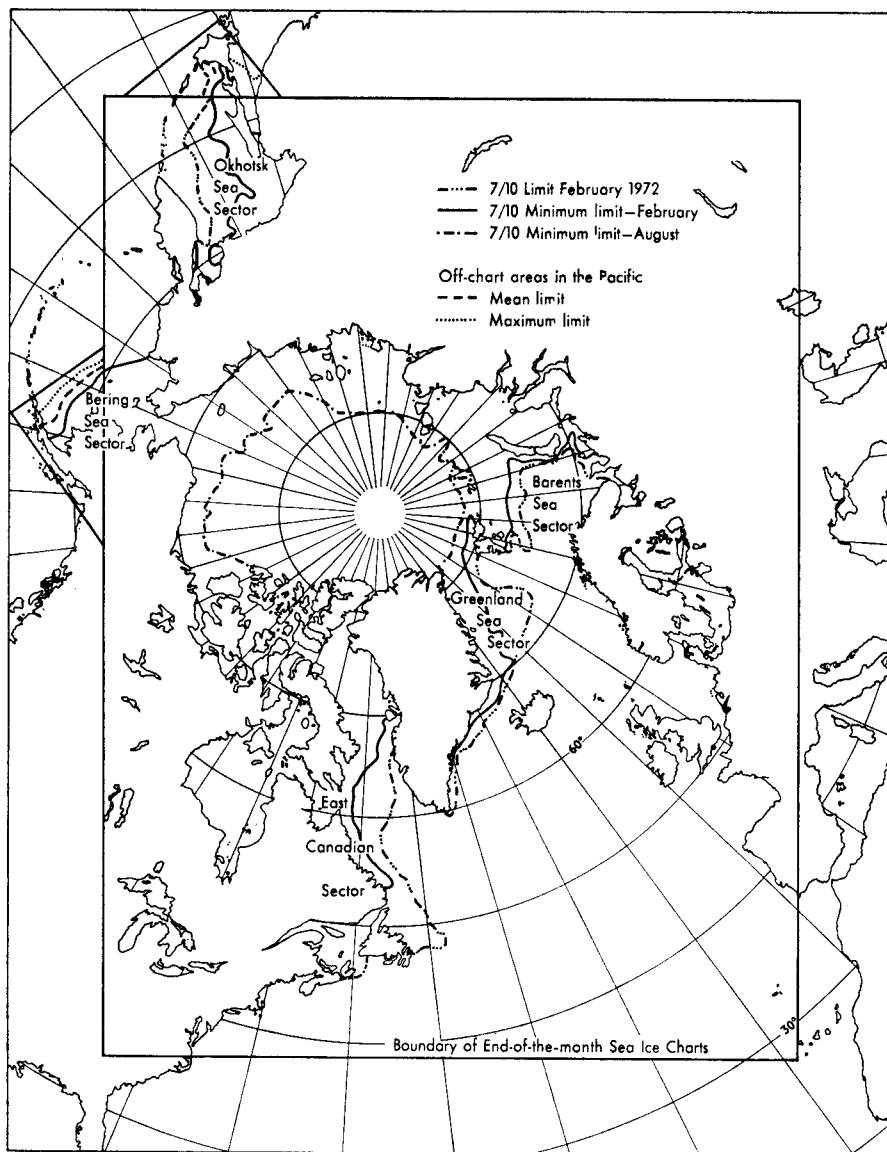 Okhotsk
Sea
Sector
7/10 Limit February 1972
7/10 Minimum limit—February
7/10 Minimum limit—August
Off-chart areas in the Pacific
Mean limit
Maximum limit
Bering
Sea
Sector
Barents
Sea
Sector
Greenland
Sea
Sector
60°
East
Canadian
Sector
30°
Boundary of End-of-the-month Sea Ice Charts